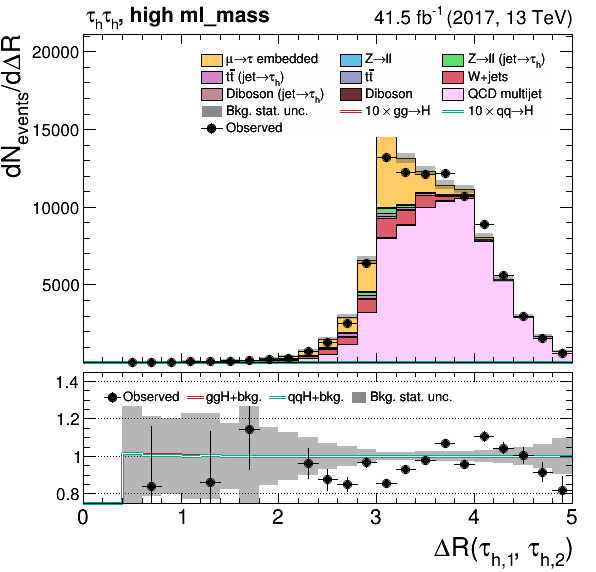 τhτh, high ml_mass 41.5 fb⁻¹ (2017, 13 TeV)
dNevents/dΔR
20000
15000
10000
5000
μ→τ embedded Z→ll Z→ll (jet→τh)
tt̄ (jet→τh) tt̄ W+jets
Diboson (jet→τh) Diboson QCD multijet
Bkg. stat. unc. 10×gg→H 10×qq→H
Observed
1.4
1.2
1.0
0.8
Observed ggH+bkg. qqH+bkg. Bkg. stat. unc.
0 1 2 3 4 5
ΔR(τh,1, τh,2)